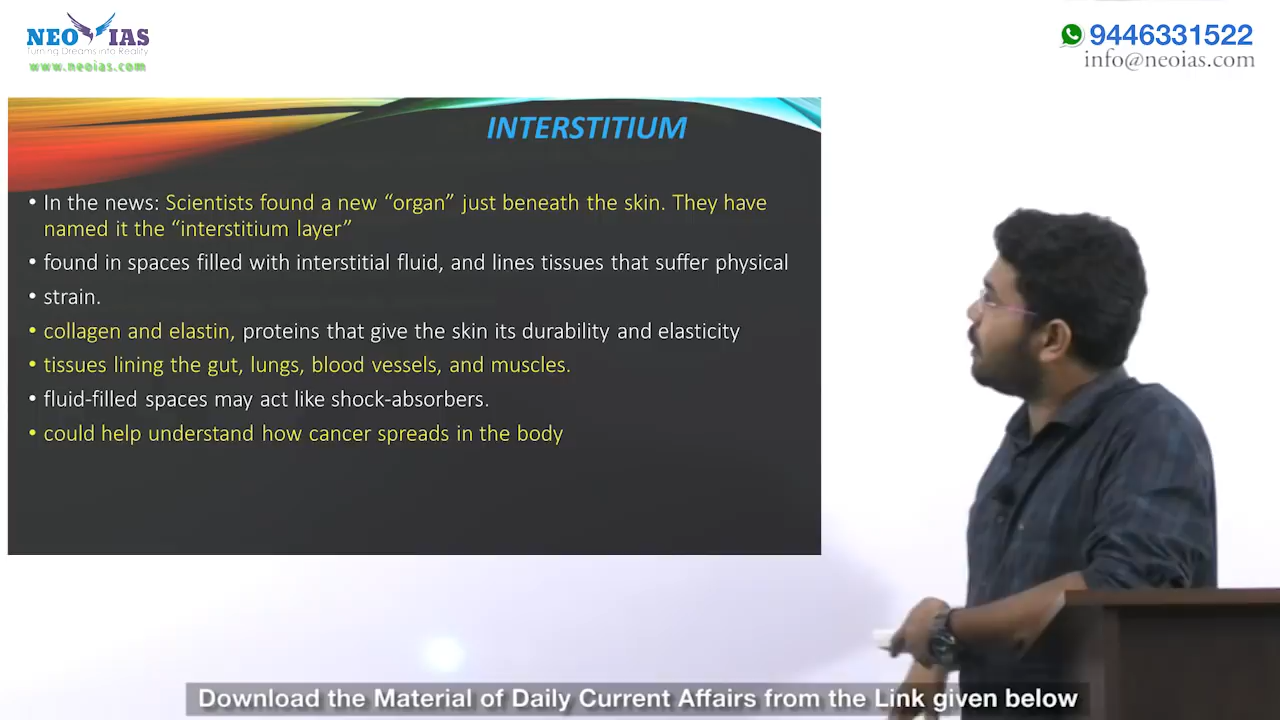 NEO IAS
Turning Dreams into Reality
www.neoias.com
9446331522
info@neoias.com
INTERSTITIUM
• In the news: Scientists found a new “organ” just beneath the skin. They have
named it the “interstitium layer”
• found in spaces filled with interstitial fluid, and lines tissues that suffer physical
• strain.
• collagen and elastin, proteins that give the skin its durability and elasticity
• tissues lining the gut, lungs, blood vessels, and muscles.
• fluid-filled spaces may act like shock-absorbers.
• could help understand how cancer spreads in the body
Download the Material of Daily Current Affairs from the Link given below